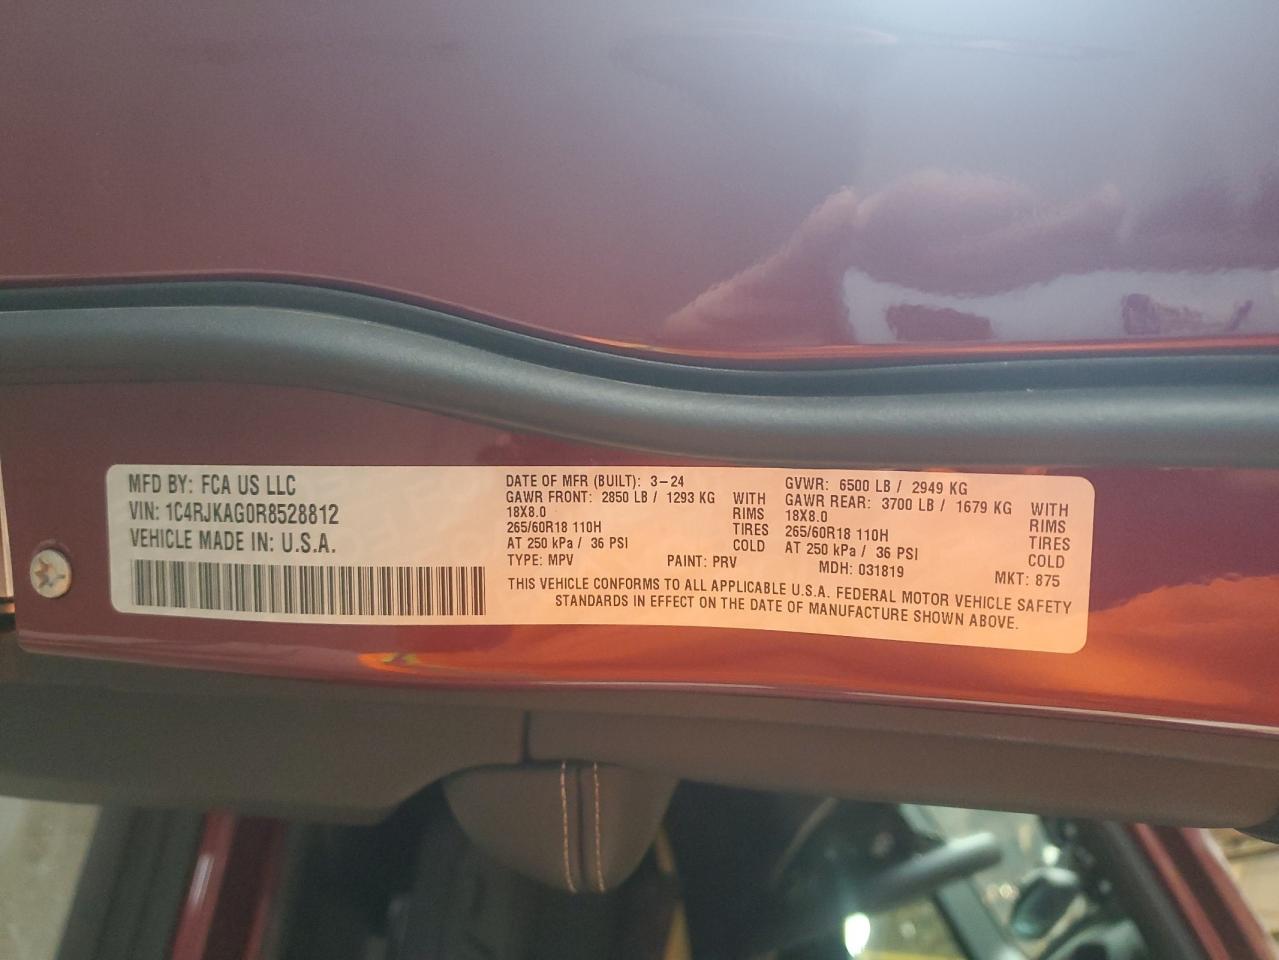 MFD BY: FCA US LLC
VIN: 1C4RJKAG0R8528812
VEHICLE MADE IN: U.S.A.
DATE OF MFR (BUILT): 3-24
GAWR FRONT: 2850 LB / 1293 KG WITH
18X8.0 RIMS
265/60R18 110H TIRES
AT 250 kPa / 36 PSI COLD
TYPE: MPV PAINT: PRV
GVWR: 6500 LB / 2949 KG
GAWR REAR: 3700 LB / 1679 KG WITH
18X8.0 RIMS
265/60R18 110H TIRES
AT 250 kPa / 36 PSI COLD
MDH: 031819 MKT: 875
THIS VEHICLE CONFORMS TO ALL APPLICABLE U.S.A. FEDERAL MOTOR VEHICLE SAFETY
STANDARDS IN EFFECT ON THE DATE OF MANUFACTURE SHOWN ABOVE.